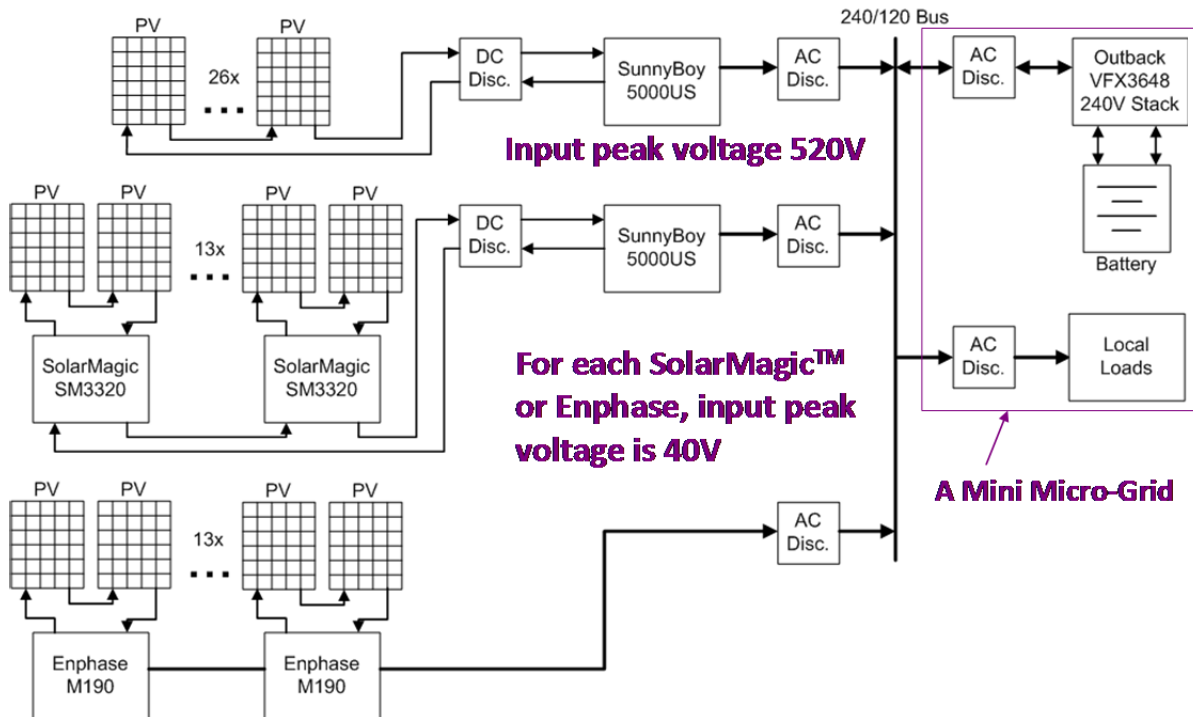 PV
PV
26x
DC
Disc.
SunnyBoy
5000US
AC
Disc.
240/120 Bus
AC
Disc.
Outback
VFX3648
240V Stack
Battery
Input peak voltage 520V
PV
PV
13x
PV
PV
SolarMagic
SM3320
SolarMagic
SM3320
DC
Disc.
SunnyBoy
5000US
AC
Disc.
AC
Disc.
Local
Loads
For each SolarMagic™
or Enphase, input peak
voltage is 40V
A Mini Micro-Grid
PV
PV
13x
PV
PV
Enphase
M190
Enphase
M190
AC
Disc.